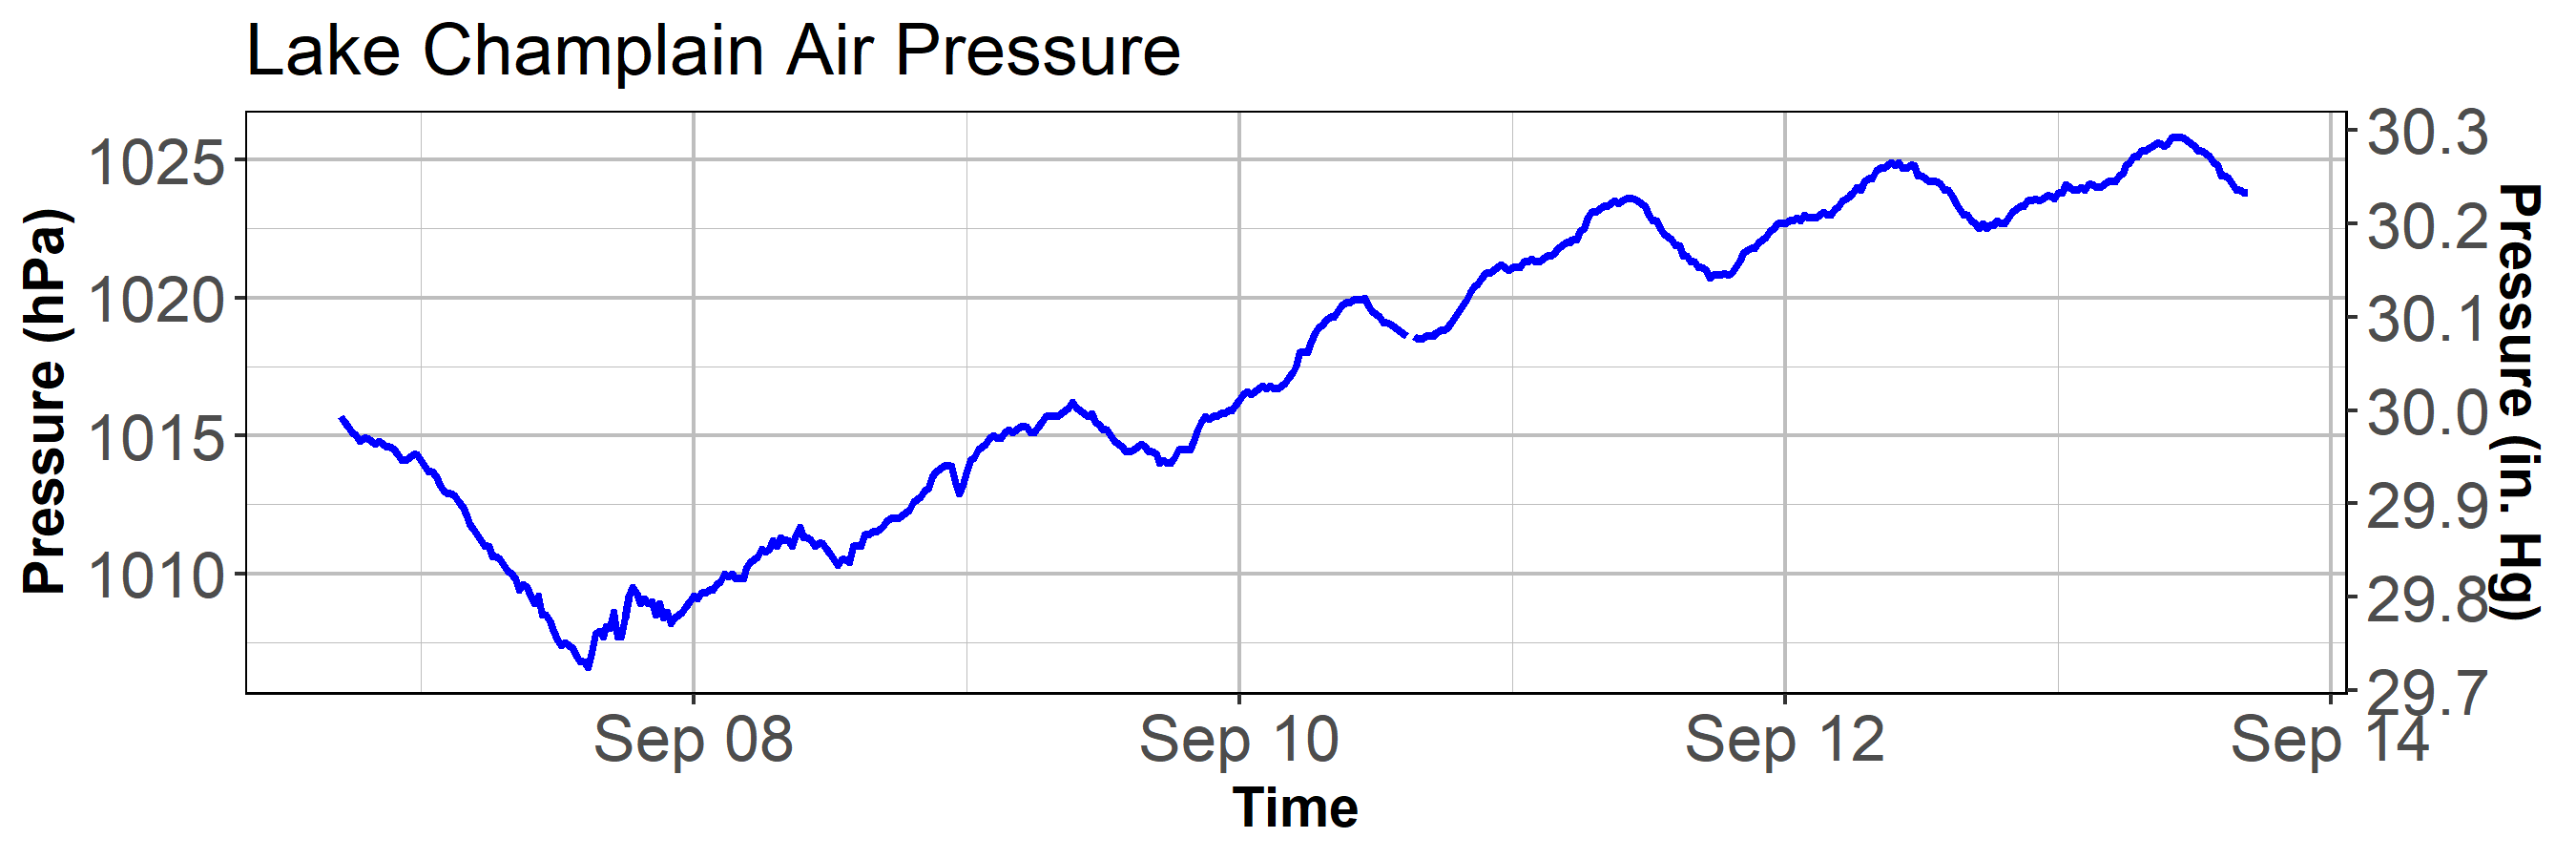 Lake Champlain Air Pressure
Pressure (hPa)
1025
1020
1015
1010
30.3
30.2
30.1
30.0
29.9
29.8
29.7
Pressure (in. Hg)
Sep 08 Sep 10 Sep 12 Sep 14
Time